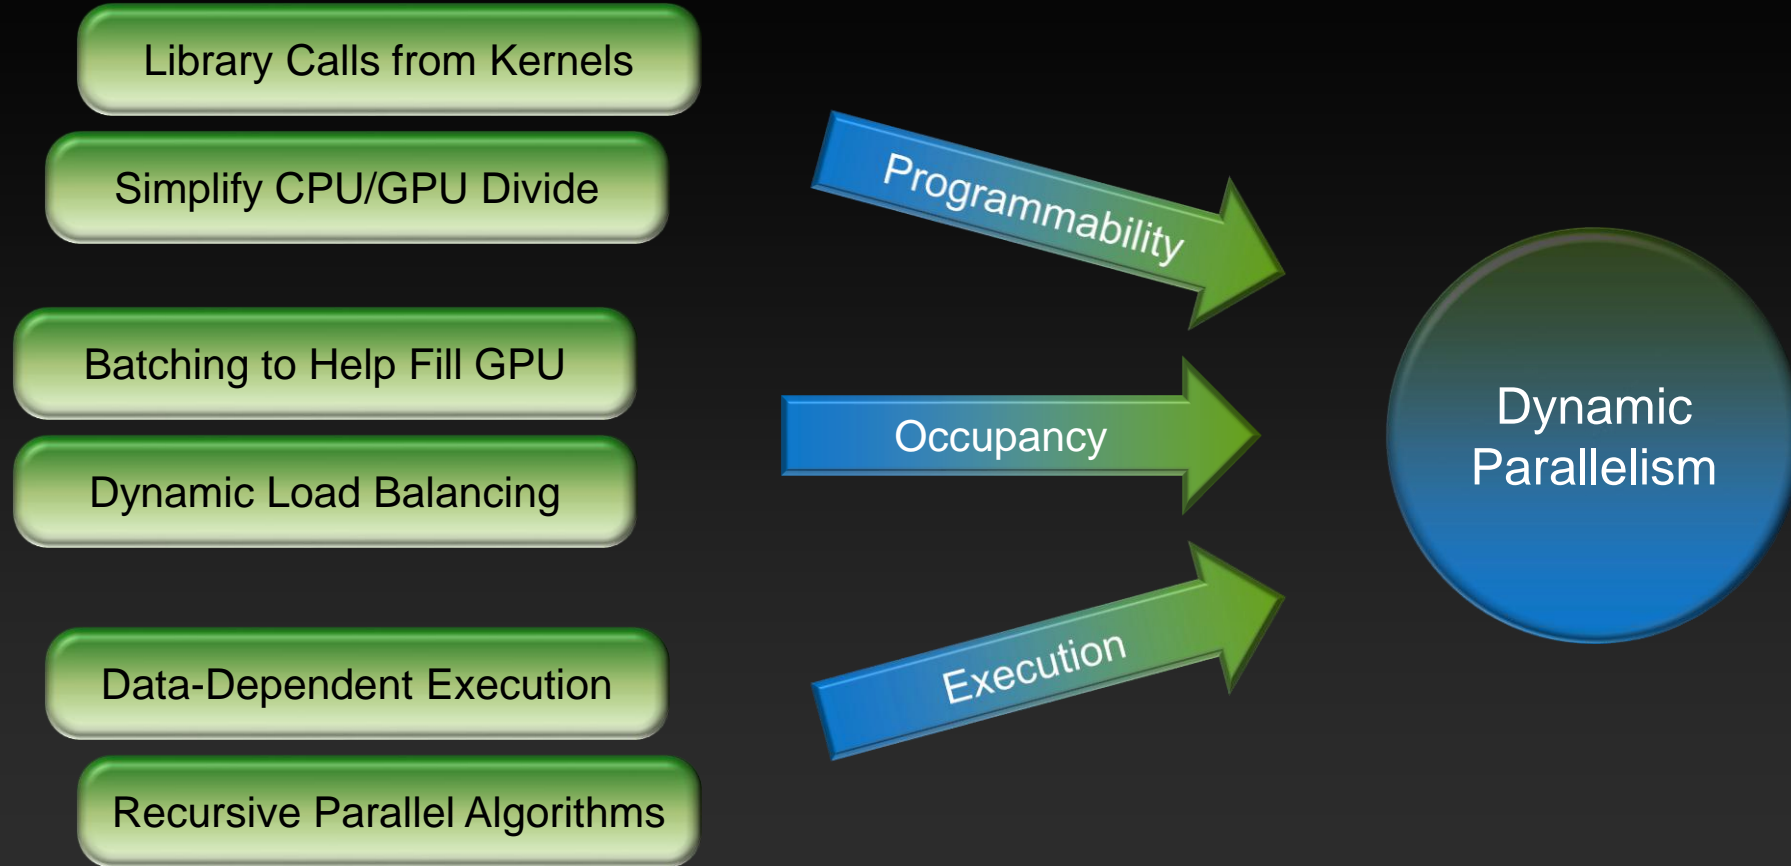 Library Calls from Kernels
Simplify CPU/GPU Divide
Programmability
Batching to Help Fill GPU
Dynamic Load Balancing
Occupancy
Data-Dependent Execution
Recursive Parallel Algorithms
Execution
Dynamic
Parallelism